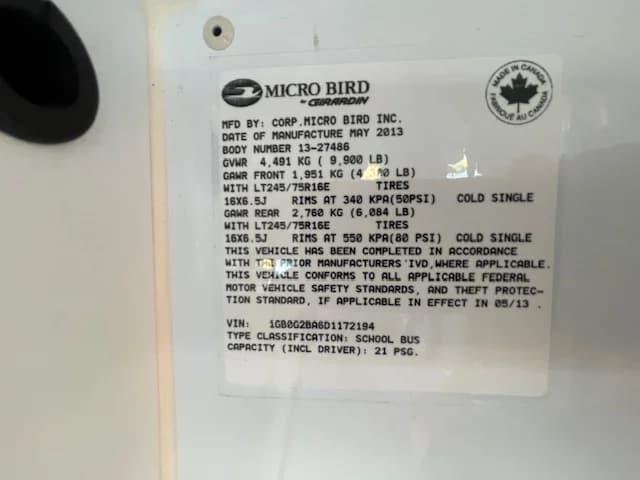 MICRO BIRD
by GIRARDIN
MADE IN CANADA
FABRIQUÉ AU CANADA
MFD BY: CORP.MICRO BIRD INC.
DATE OF MANUFACTURE MAY 2013
BODY NUMBER 13-27486
GVWR 4,491 KG ( 9,900 LB)
GAWR FRONT 1,951 KG LB)
WITH LT245/75R16E TIRES
16X6.5J RIMS AT 340 KPA(50PSI) COLD SINGLE
GAWR REAR 2,760 KG (6,084 LB)
WITH LT245/75R16E TIRES
16X6.5J RIMS AT 550 KPA(80 PSI) COLD SINGLE
THIS VEHICLE HAS BEEN COMPLETED IN ACCORDANCE
WITH THE PRIOR MANUFACTURERS'IVD,WHERE APPLICABLE.
THIS VEHICLE CONFORMS TO ALL APPLICABLE FEDERAL
MOTOR VEHICLE SAFETY STANDARDS, AND THEFT PROTEC-
TION STANDARD, IF APPLICABLE IN EFFECT IN 05/13 .
VIN: 1GB0G2BA6D1172194
TYPE CLASSIFICATION: SCHOOL BUS
CAPACITY (INCL DRIVER): 21 PSG.